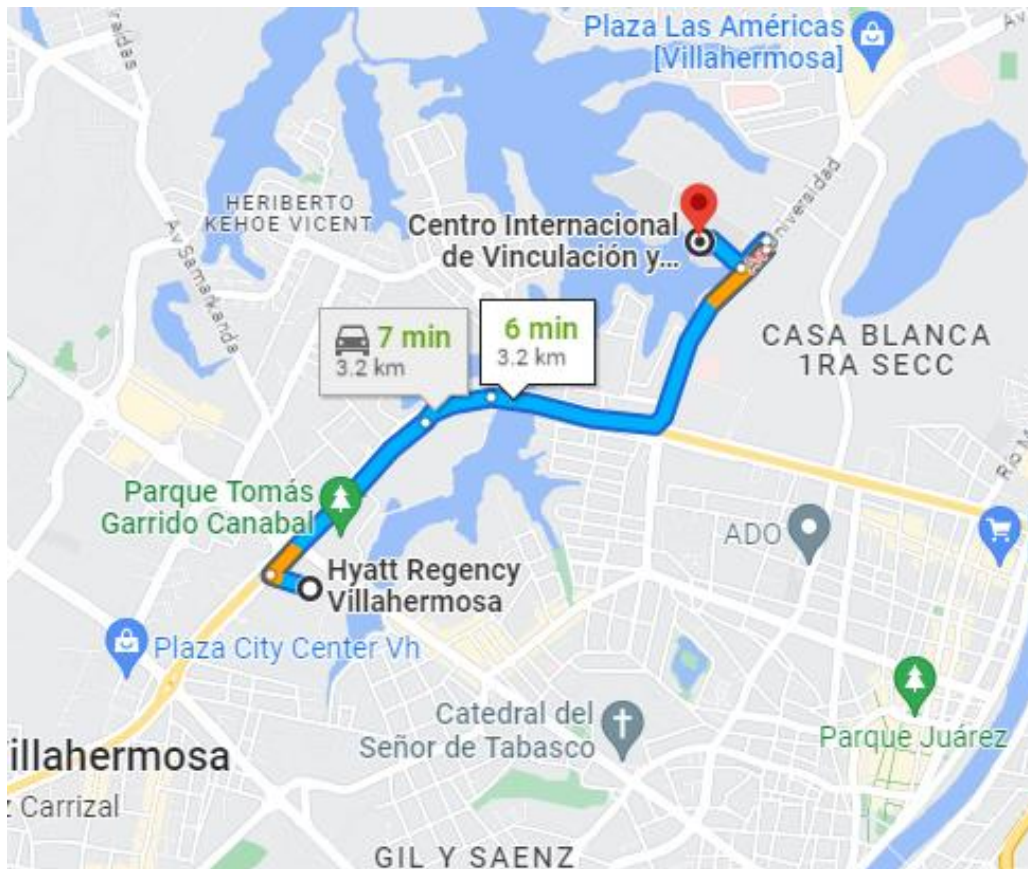 Plaza Las Américas
[Villahermosa]
Universidad
HERIBERTO
KEHOE VICENT
Av Samarkanda
Centro Internacional
de Vinculación y...
7 min
3.2 km
6 min
3.2 km
CASA BLANCA
1RA SECC
Parque Tomás
Garrido Canabal
ADO
Hyatt Regency
Villahermosa
Plaza City Center Vh
Catedral del
Señor de Tabasco
Parque Juárez
illahermosa
Carrizal
GIL Y SAENZ